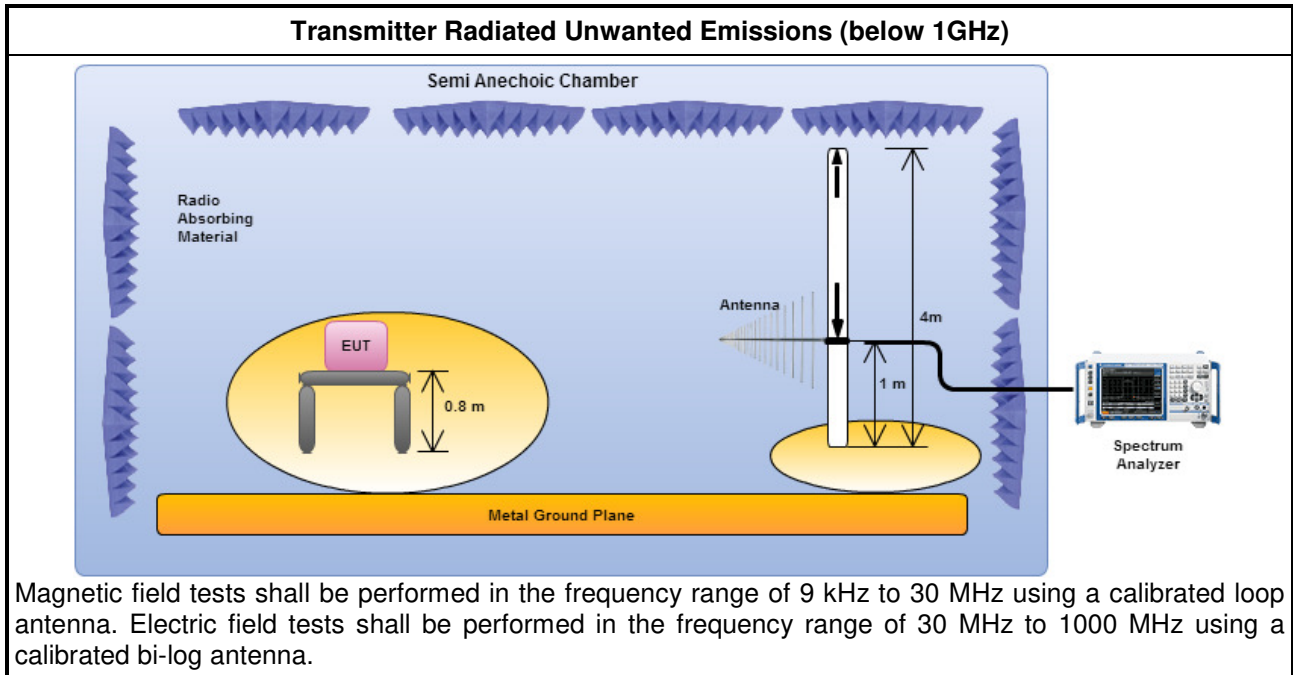 Transmitter Radiated Unwanted Emissions (below 1GHz)
Semi Anechoic Chamber
Radio
Absorbing
Material
Antenna
4m
EUT
1 m
0.8 m
Spectrum
Analyzer
Metal Ground Plane
Magnetic field tests shall be performed in the frequency range of 9 kHz to 30 MHz using a calibrated loop
antenna. Electric field tests shall be performed in the frequency range of 30 MHz to 1000 MHz using a
calibrated bi-log antenna.